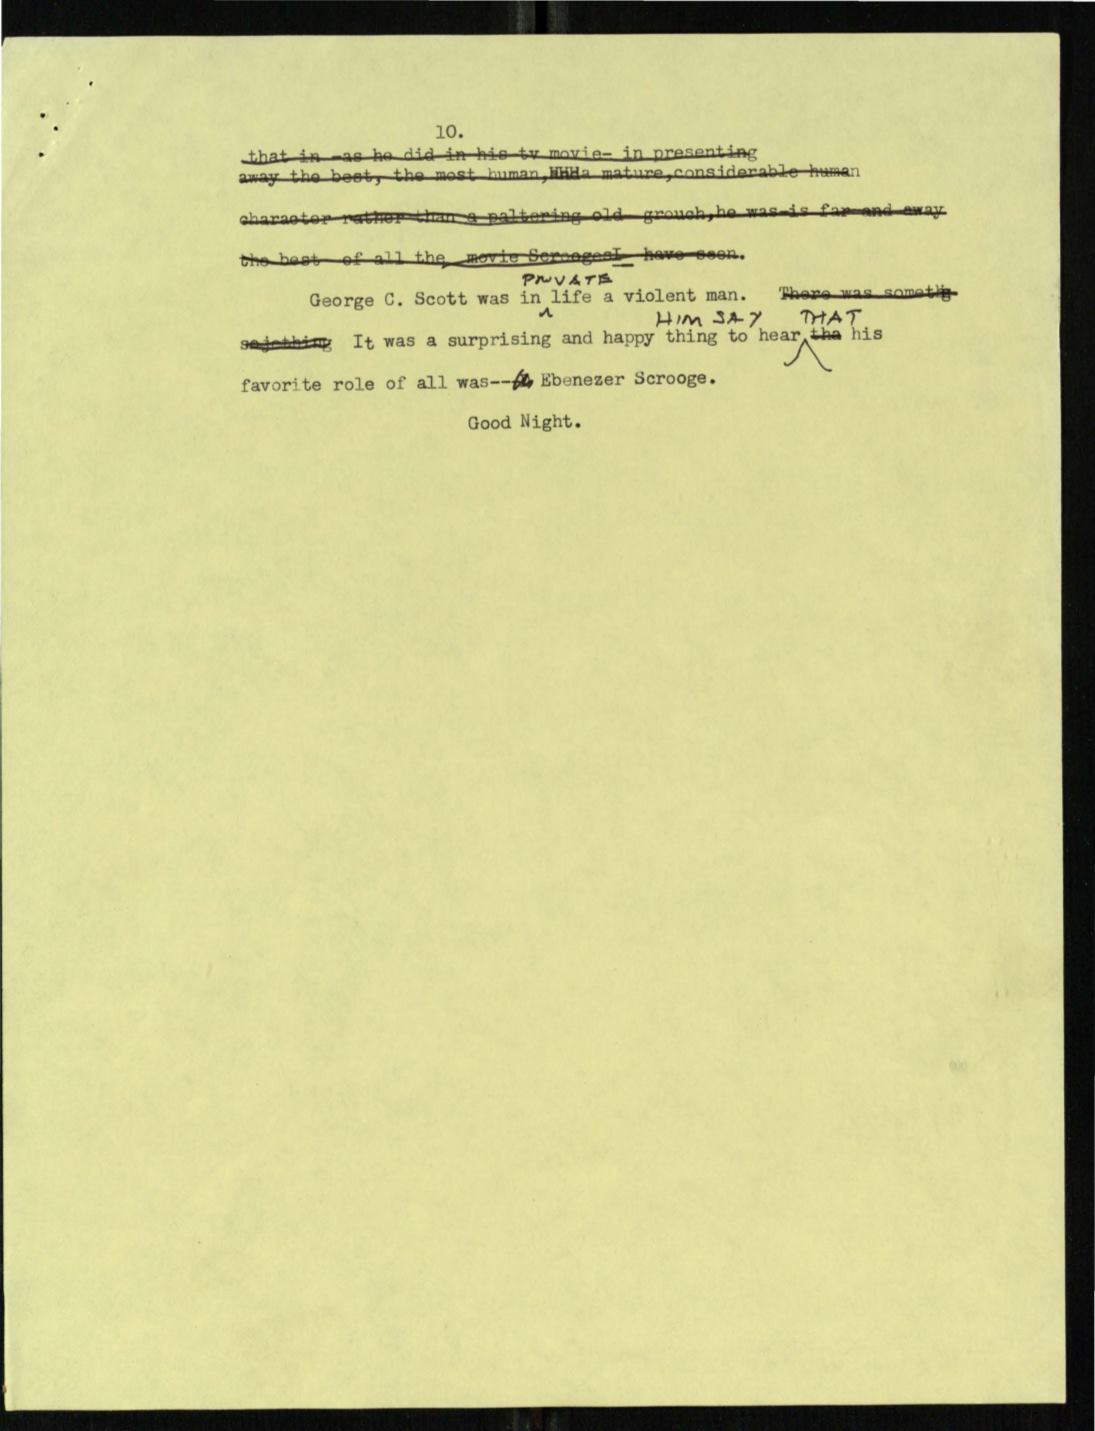 10.
that in -as he did in his tv movie- in presenting
away the best, the most human,HHHa mature,considerable human
character rather than a paltering old grouch,he was-is far and away
the best of all the movie ScroogesI have seen.
PRIVATE
George C. Scott was in life a violent man. There was sometig
HIM SAY THAT
sojething It was a surprising and happy thing to hear tha his
favorite role of all was-- Ebenezer Scrooge.
Good Night.